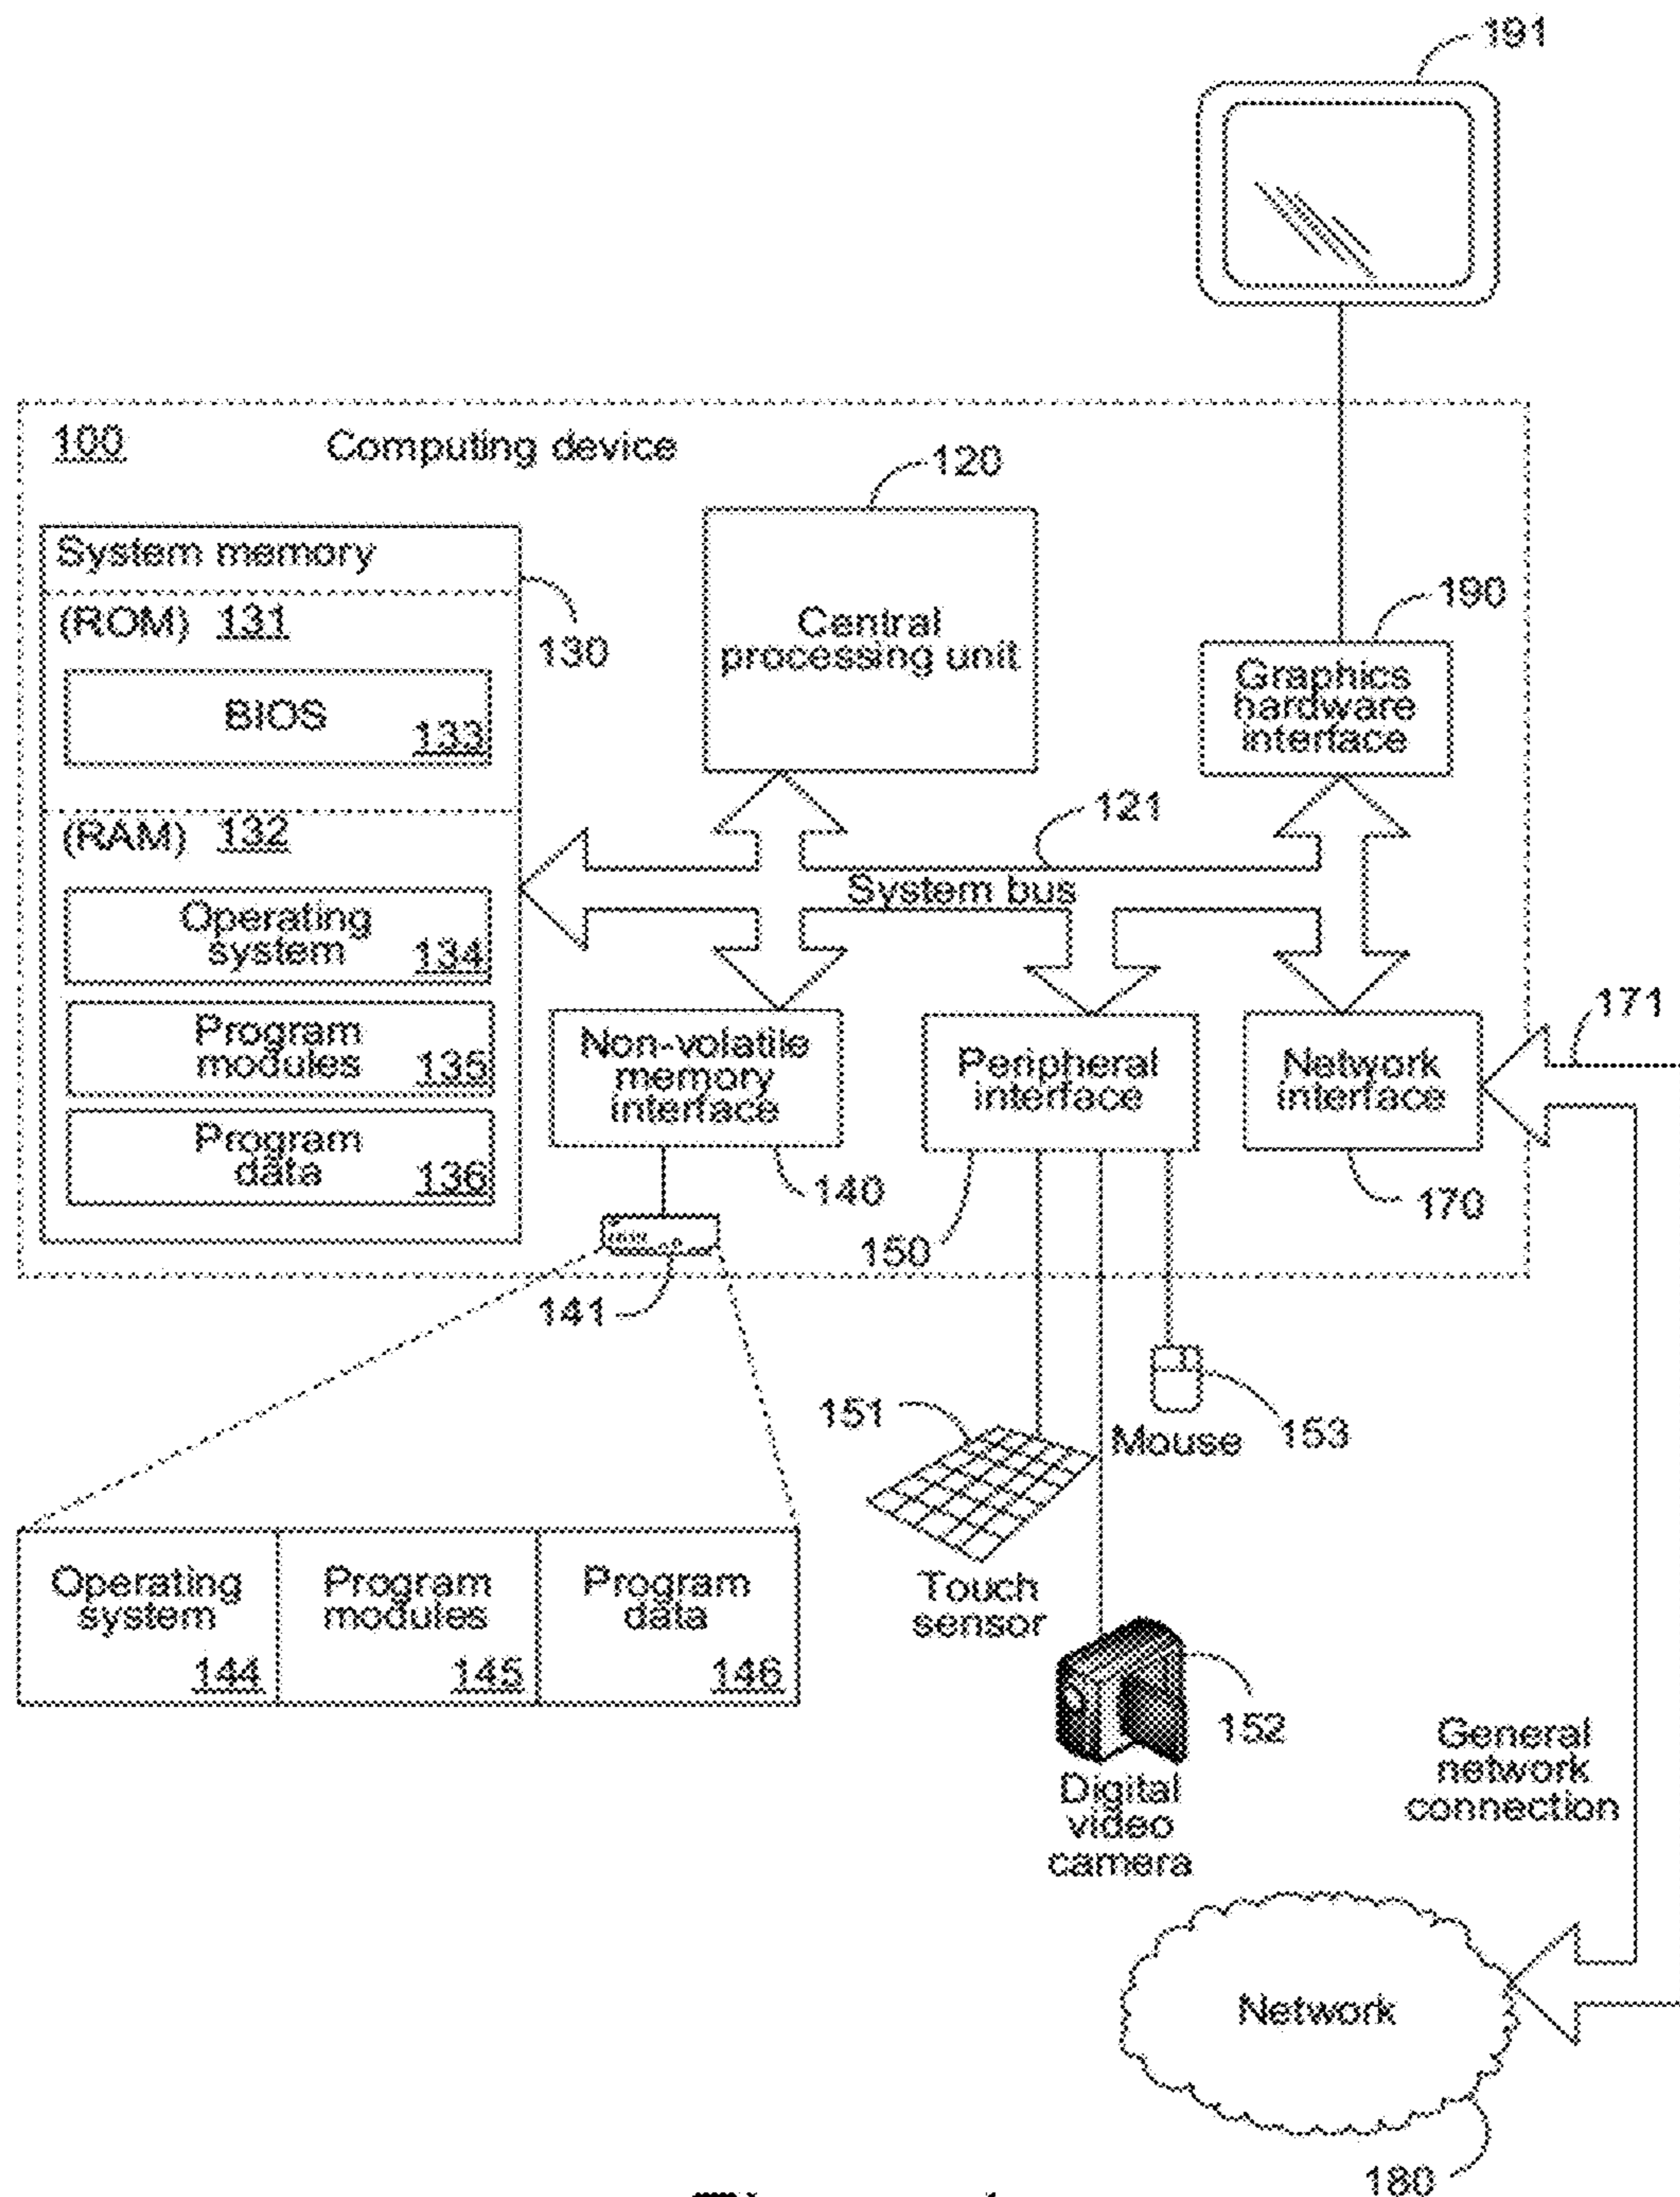 191
100 Computing device
120
System memory
(ROM) 131
130
BIOS
133
Central
processing unit
190
Graphics
hardware
interface
(RAM) 132
121
System bus
Operating
system 134
Program
modules 135
Program
data 136
Non-volatile
memory
interface
140
Peripheral
interface
150
Network
interface
170
171
141
151
Mouse
153
Touch
sensor
Operating
system
144
Program
modules
145
Program
data
146
152
Digital
video
camera
General
network
connection
Network
180